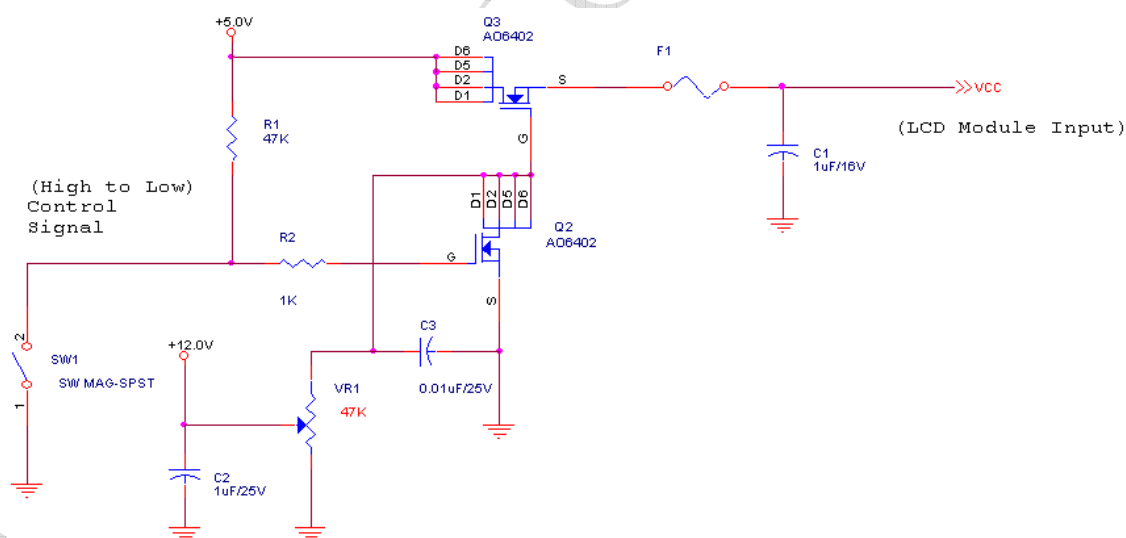 +5.0V
Q3
AO6402
D6
D5
D2
D1
S
G
F1
VCC
(LCD Module Input)
R1
47K
C1
1uF/16V
(High to Low)
Control
Signal
D1
D2
D5
D6
Q2
AO6402
R2
1K
G
S
+12.0V
C3
0.01uF/25V
2
SW1
SW MAG-SPST
1
VR1
47K
C2
1uF/25V